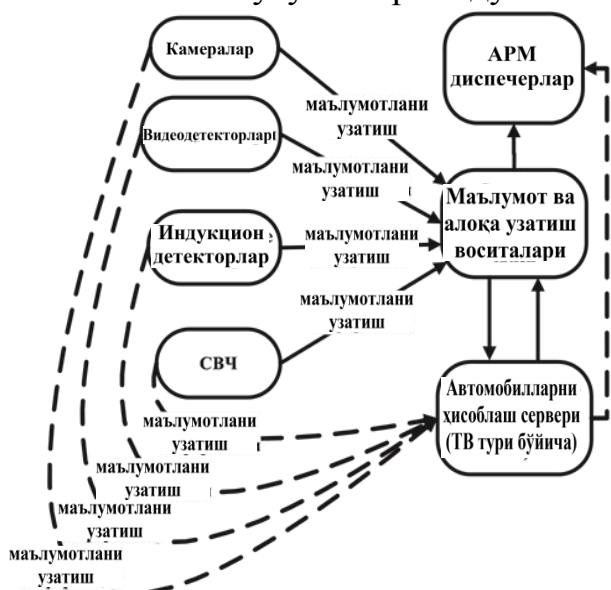 Камералар
АРМ
диспечерлар
маълумотлани
узатиш
Видеодетекторлар
маълумотлани
узатиш
Маълумот ва
алоқа узатиш
воситалари
Индукцион
детекторлар
маълумотлани
узатиш
маълумотлани
узатиш
СВЧ
Автомобилларни
ҳисоблаш сервери
(ТВ тури бўйича)
маълумотлани
узатиш
маълумотлани
узатиш
маълумотлани
узатиш
маълумотлани
узатиш